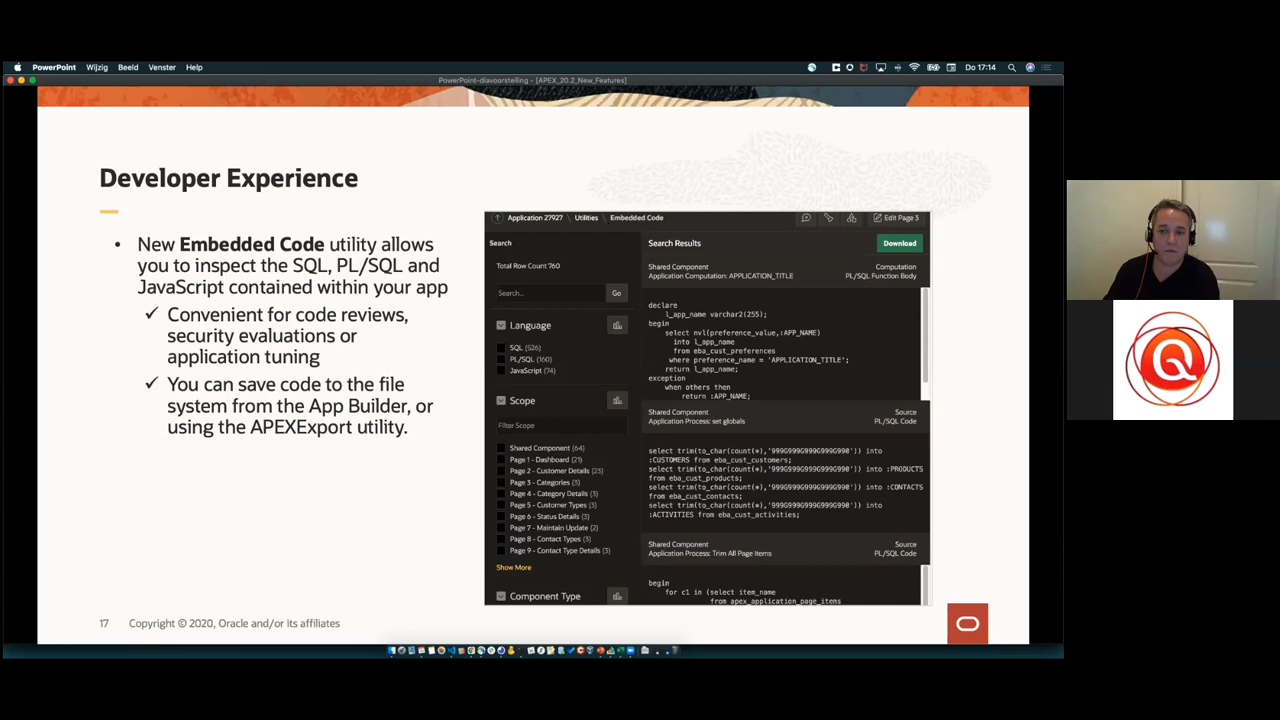 PowerPoint Wijzig Beeld Venster Help
Do 17:14
PowerPoint-diavoorstelling - [APEX_20.2_New_Features]
Developer Experience
• New Embedded Code utility allows
you to inspect the SQL, PL/SQL and
JavaScript contained within your app
✓ Convenient for code reviews,
security evaluations or
application tuning
✓ You can save code to the file
system from the App Builder, or
using the APEXExport utility.
Application 27927 \ Utilities \ Embedded Code
Edit Page 3
Search
Total Row Count 760
Search...
Go
Language
SQL (526)
PL/SQL (160)
JavaScript (74)
Scope
Filter Scope
Shared Component (64)
Page 1 - Dashboard (21)
Page 2 - Customer Details (23)
Page 3 - Categories (3)
Page 4 - Category Details (3)
Page 5 - Customer Types (3)
Page 6 - Status Details (3)
Page 7 - Maintain Update (2)
Page 8 - Contact Types (3)
Page 9 - Contact Type Details (3)
Show More
Component Type
Search Results
Download
Shared Component Computation
Application Computation: APPLICATION_TITLE PL/SQL Function Body
declare
l_app_name varchar2(255);
begin
select nvl(preference_value,:APP_NAME)
into l_app_name
from eba_cust_preferences
where preference_name = 'APPLICATION_TITLE';
return l_app_name;
exception
when others then
return :APP_NAME;
Shared Component Source
Application Process: set globals PL/SQL Code
select trim(to_char(count(*),'999G999G999G999G990')) into
:CUSTOMERS from eba_cust_customers;
select trim(to_char(count(*),'999G999G999G999G990')) into :PRODUCTS
from eba_cust_products;
select trim(to_char(count(*),'999G999G999G999G990')) into :CONTACTS
from eba_cust_contacts;
select trim(to_char(count(*),'999G999G999G999G990')) into
:ACTIVITIES from eba_cust_activities;
Shared Component Source
Application Process: Trim All Page Items PL/SQL Code
begin
for c1 in (select item_name
from apex_application_page_items
17 Copyright © 2020, Oracle and/or its affiliates
Q